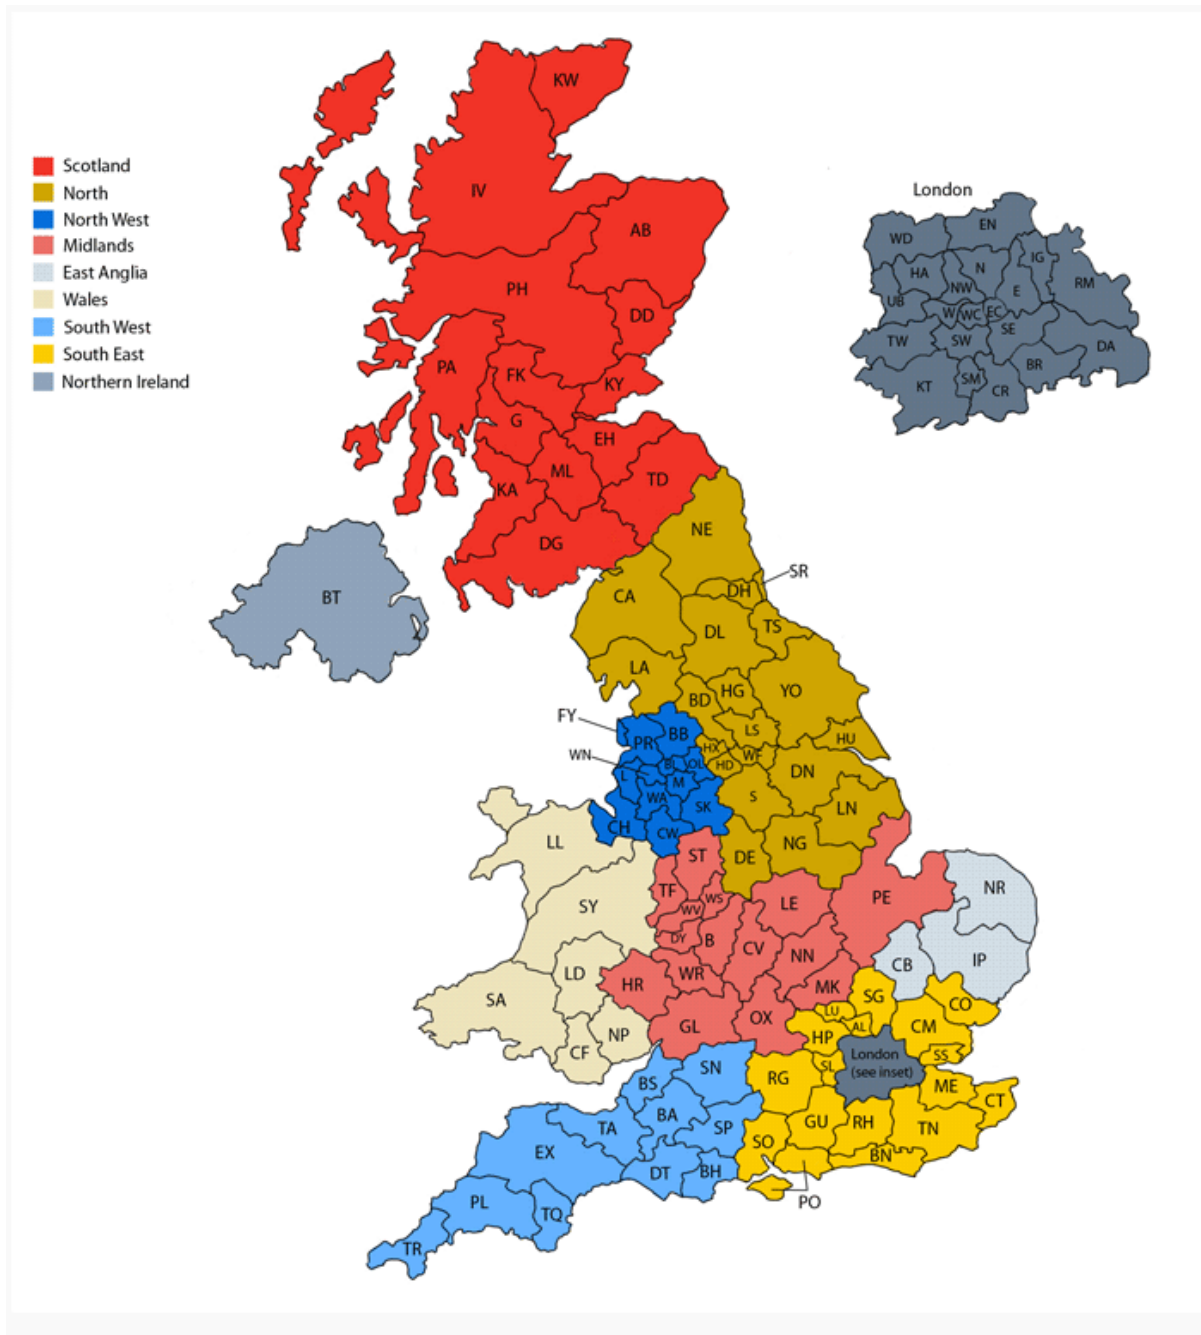 Scotland
North
North West
Midlands
East Anglia
Wales
South West
South East
Northern Ireland
London
WD
EN
HA
N
IG
UB
NW
E
RM
W
WC
EC
TW
SW
SE
DA
KT
SM
BR
CR
KW
IV
AB
PH
DD
PA
FK
KY
G
EH
ML
TD
KA
DG
NE
BT
CA
DH
SR
DL
TS
LA
BD
HG
YO
FY
PR
BB
LS
HU
WN
HX
WF
BL
OL
HD
L
M
DN
WA
SK
S
LN
CH
CW
LL
ST
DE
NG
TF
WS
LE
PE
NR
SY
WV
DY
B
CV
NN
CB
IP
LD
HR
WR
MK
SA
SG
CO
LU
NP
GL
OX
HP
AL
CM
CF
London
(see inset)
SS
SN
SL
BS
RG
ME
CT
BA
TA
SP
GU
RH
TN
SO
EX
BN
DT
BH
PL
TQ
PO
TR